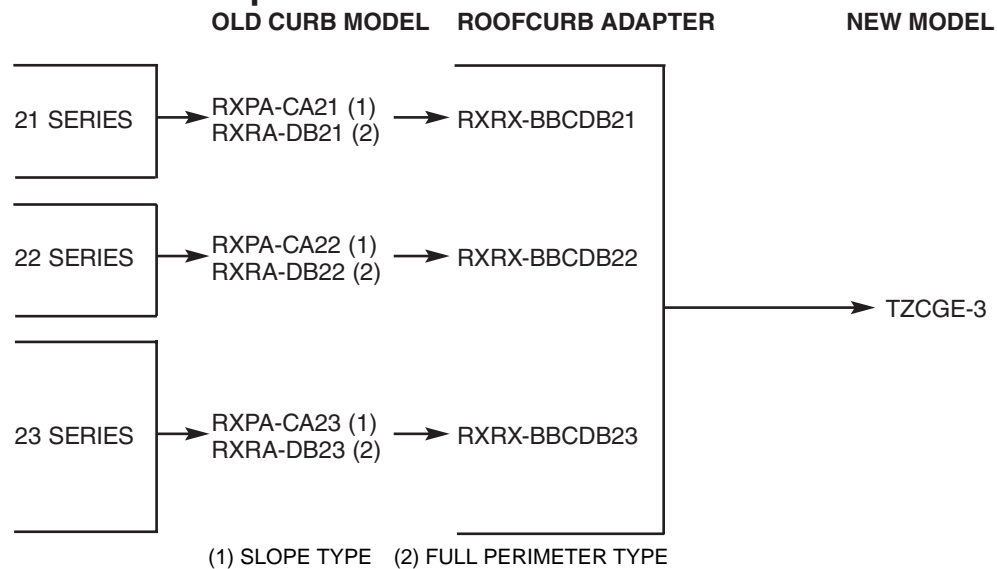 OLD CURB MODEL ROOFCURB ADAPTER NEW MODEL
21 SERIES
RXPA-CA21 (1)
RXRA-DB21 (2)
RXRX-BBCDB21
22 SERIES
RXPA-CA22 (1)
RXRA-DB22 (2)
RXRX-BBCDB22
TZCGE-3
23 SERIES
RXPA-CA23 (1)
RXRA-DB23 (2)
RXRX-BBCDB23
(1) SLOPE TYPE (2) FULL PERIMETER TYPE